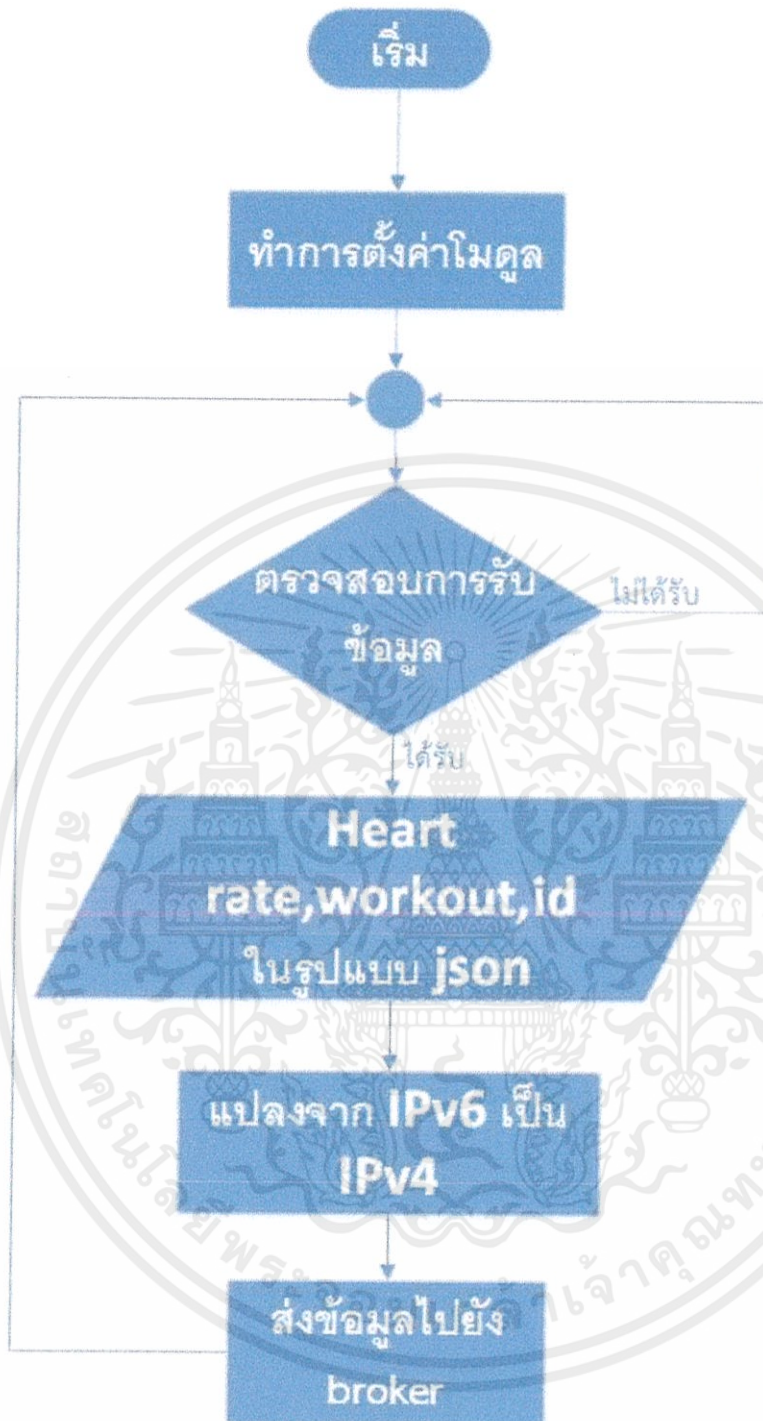 เริ่ม
ทำการตั้งค่าโมดูล
ตรวจสอบการรับ
ข้อมูล
ไม่ได้รับ
ได้รับ
Heart
rate,workout,id
ในรูปแบบ json
แปลงจาก IPv6 เป็น
IPv4
ส่งข้อมูลไปยัง
broker